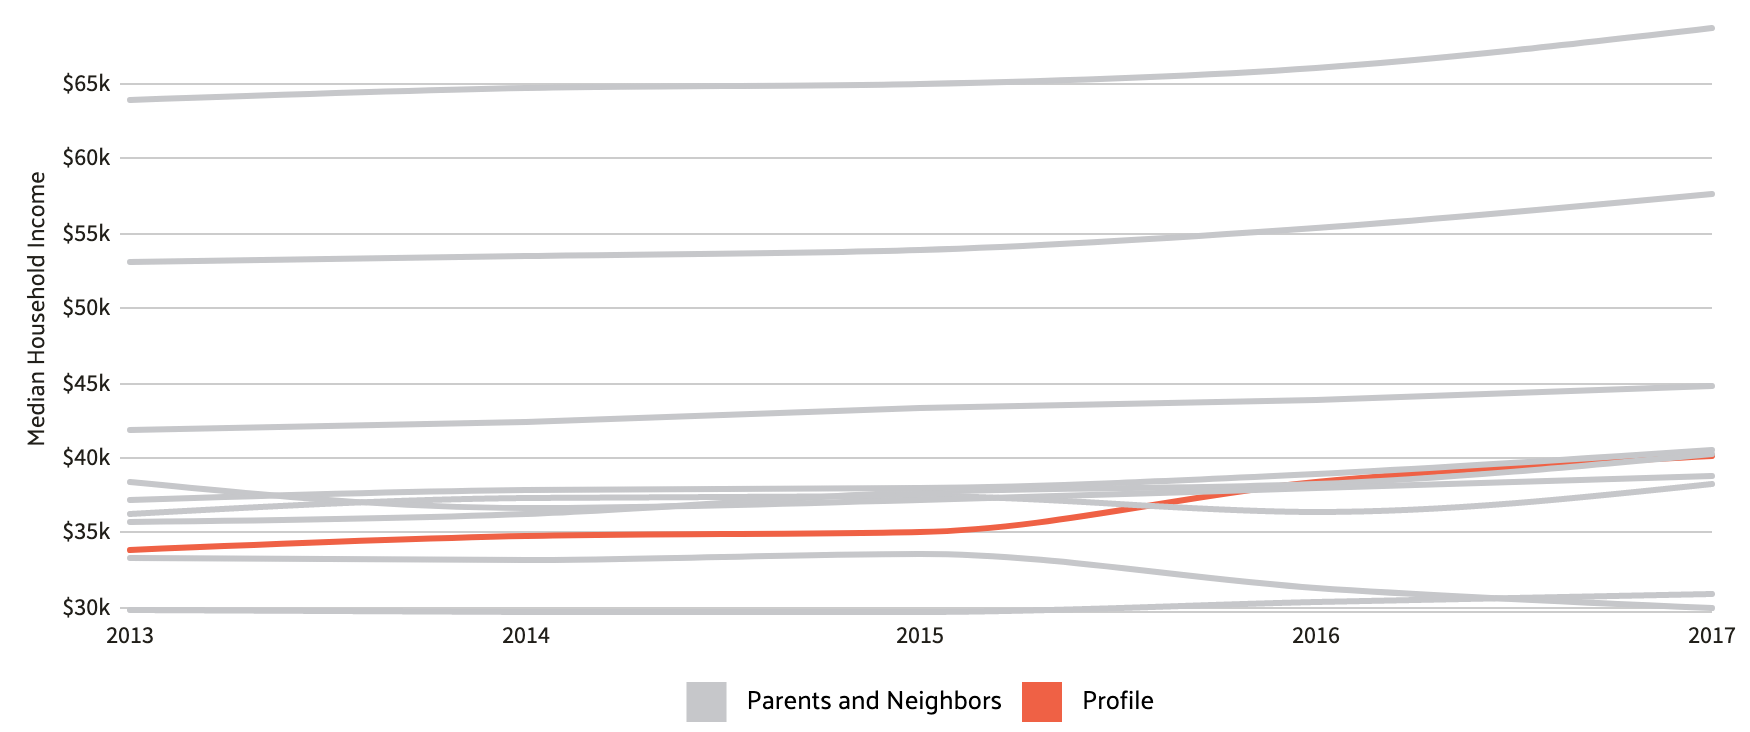 Median Household Income
$65k
$60k
$55k
$50k
$45k
$40k
$35k
$30k
2013 2014 2015 2016 2017
Parents and Neighbors Profile